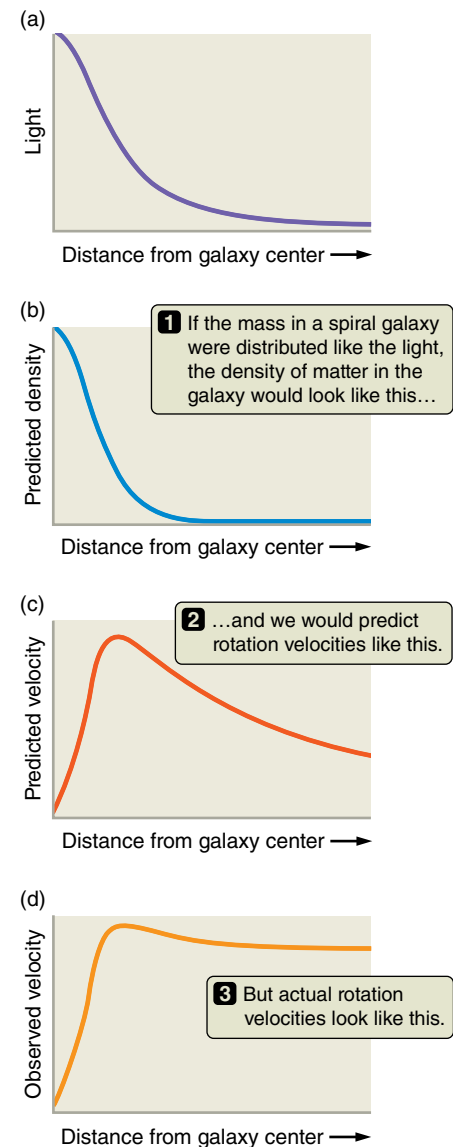 (a)
Light
Distance from galaxy center →
(b)
1 If the mass in a spiral galaxy
were distributed like the light,
the density of matter in the
galaxy would look like this…
Predicted density
Distance from galaxy center →
(c)
2 …and we would predict
rotation velocities like this.
Predicted velocity
Distance from galaxy center →
(d)
Observed velocity
3 But actual rotation
velocities look like this.
Distance from galaxy center →